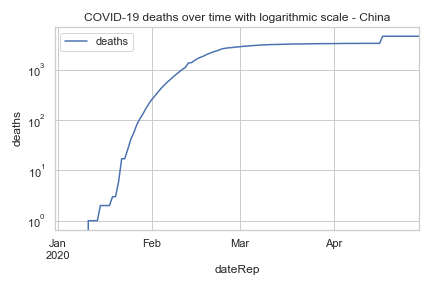 COVID-19 deaths over time with logarithmic scale - China
deaths
10³
10²
10¹
10⁰
deaths
Jan
2020
Feb
Mar
Apr
dateRep